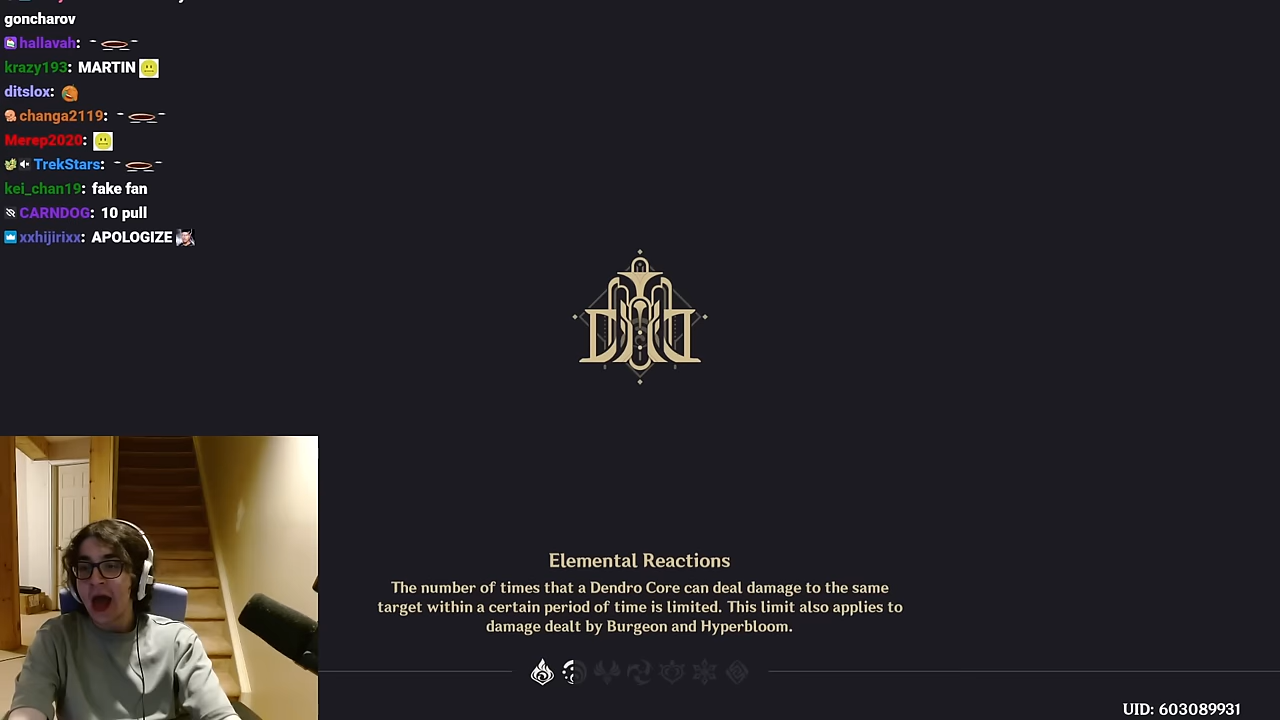 goncharov
hallavah:
krazy193: MARTIN
ditslox:
changa2119:
Merep2020:
TrekStars:
kei_chan19: fake fan
CARNDOG: 10 pull
xxhijirixx: APOLOGIZE
Elemental Reactions
The number of times that a Dendro Core can deal damage to the same
target within a certain period of time is limited. This limit also applies to
damage dealt by Burgeon and Hyperbloom.
UID: 603089931